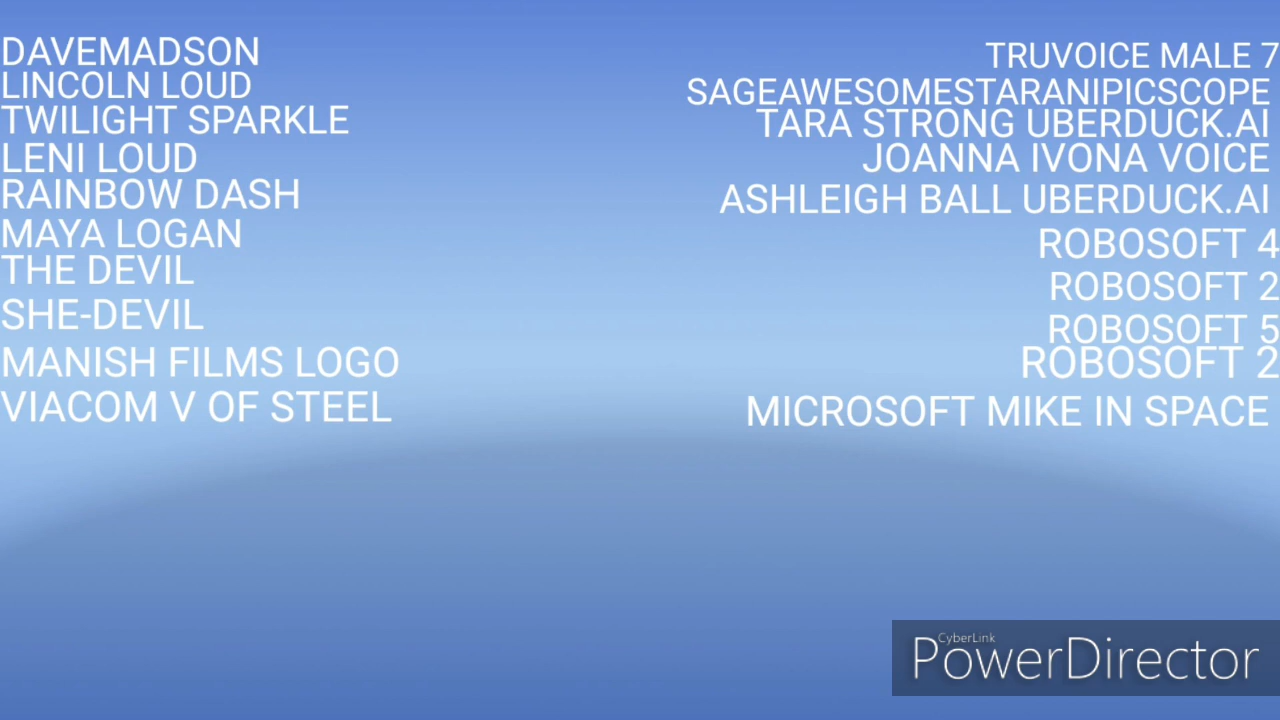 DAVEMADSON TRUVOICE MALE 7
LINCOLN LOUD SAGEAWESOMESTARANIPICSCOPE
TWILIGHT SPARKLE TARA STRONG UBERDUCK.AI
LENI LOUD JOANNA IVONA VOICE
RAINBOW DASH ASHLEIGH BALL UBERDUCK.AI
MAYA LOGAN ROBOSOFT 4
THE DEVIL ROBOSOFT 2
SHE-DEVIL ROBOSOFT 5
MANISH FILMS LOGO ROBOSOFT 2
VIACOM V OF STEEL MICROSOFT MIKE IN SPACE
CyberLink
PowerDirector